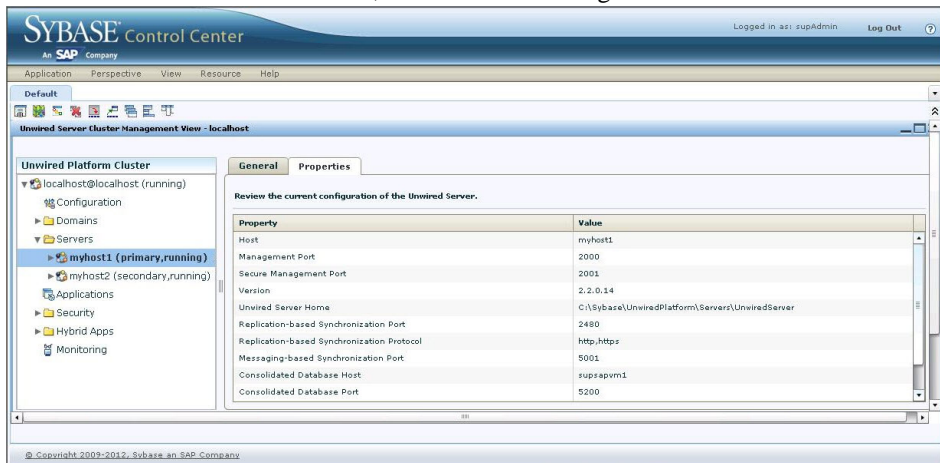 SYBASE Control Center
An SAP Company
Logged in as: supAdmin Log Out ?
Application Perspective View Resource Help
Default
Unwired Server Cluster Management View - localhost
Unwired Platform Cluster
localhost@localhost (running)
Configuration
Domains
Servers
myhost1 (primary,running)
myhost2 (secondary,running)
Applications
Security
Hybrid Apps
Monitoring
General Properties
Review the current configuration of the Unwired Server.
Property Value
Host myhost1
Management Port 2000
Secure Management Port 2001
Version 2.2.0.14
Unwired Server Home C:\Sybase\UnwiredPlatform\Servers\UnwiredServer
Replication-based Synchronization Port 2480
Replication-based Synchronization Protocol http,https
Messaging-based Synchronization Port 5001
Consolidated Database Host supsapvm1
Consolidated Database Port 5200
© Copyright 2009-2012, Sybase an SAP Company